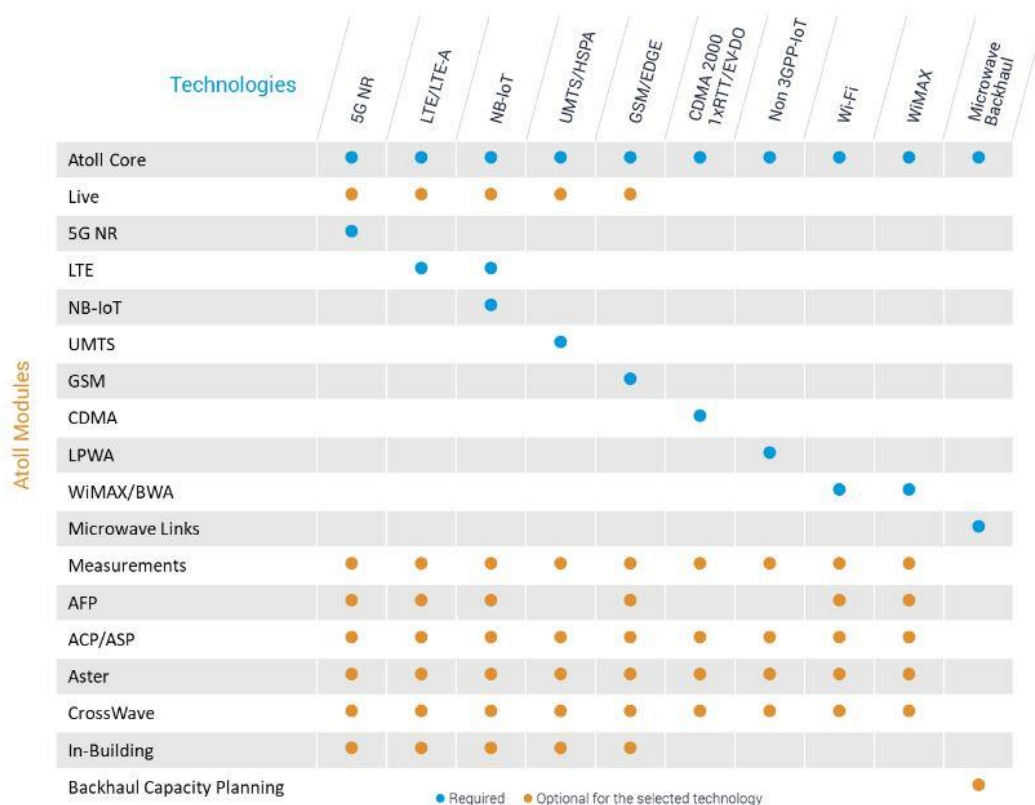 Technologies
5G NR
LTE/LTE-A
NB-IoT
UMTS/HSPA
GSM/EDGE
CDMA 2000
1xRTT/EV-DO
Non 3GPP-IoT
Wi-Fi
WiMAX
Microwave
Backhaul
Atoll Modules
Atoll Core
Live
5G NR
LTE
NB-IoT
UMTS
GSM
CDMA
LPWA
WiMAX/BWA
Microwave Links
Measurements
AFP
ACP/ASP
Aster
CrossWave
In-Building
Backhaul Capacity Planning
Required
Optional for the selected technology